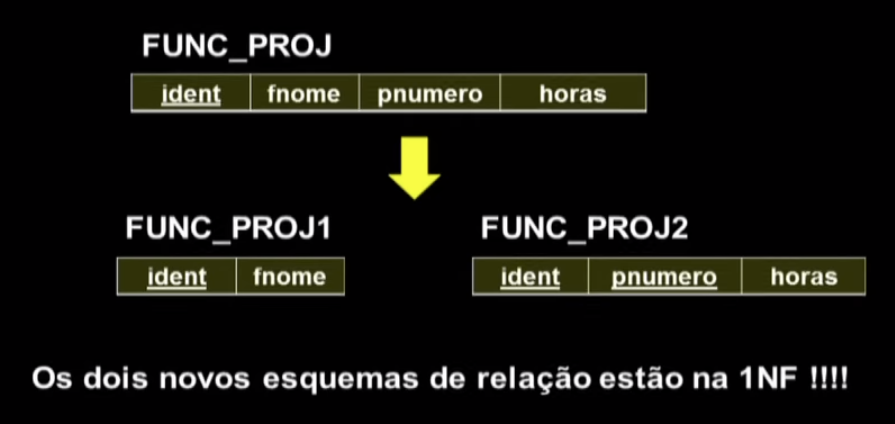 FUNC_PROJ
ident fnome pnumero horas
FUNC_PROJ1 FUNC_PROJ2
ident fnome ident pnumero horas
Os dois novos esquemas de relação estão na 1NF !!!!